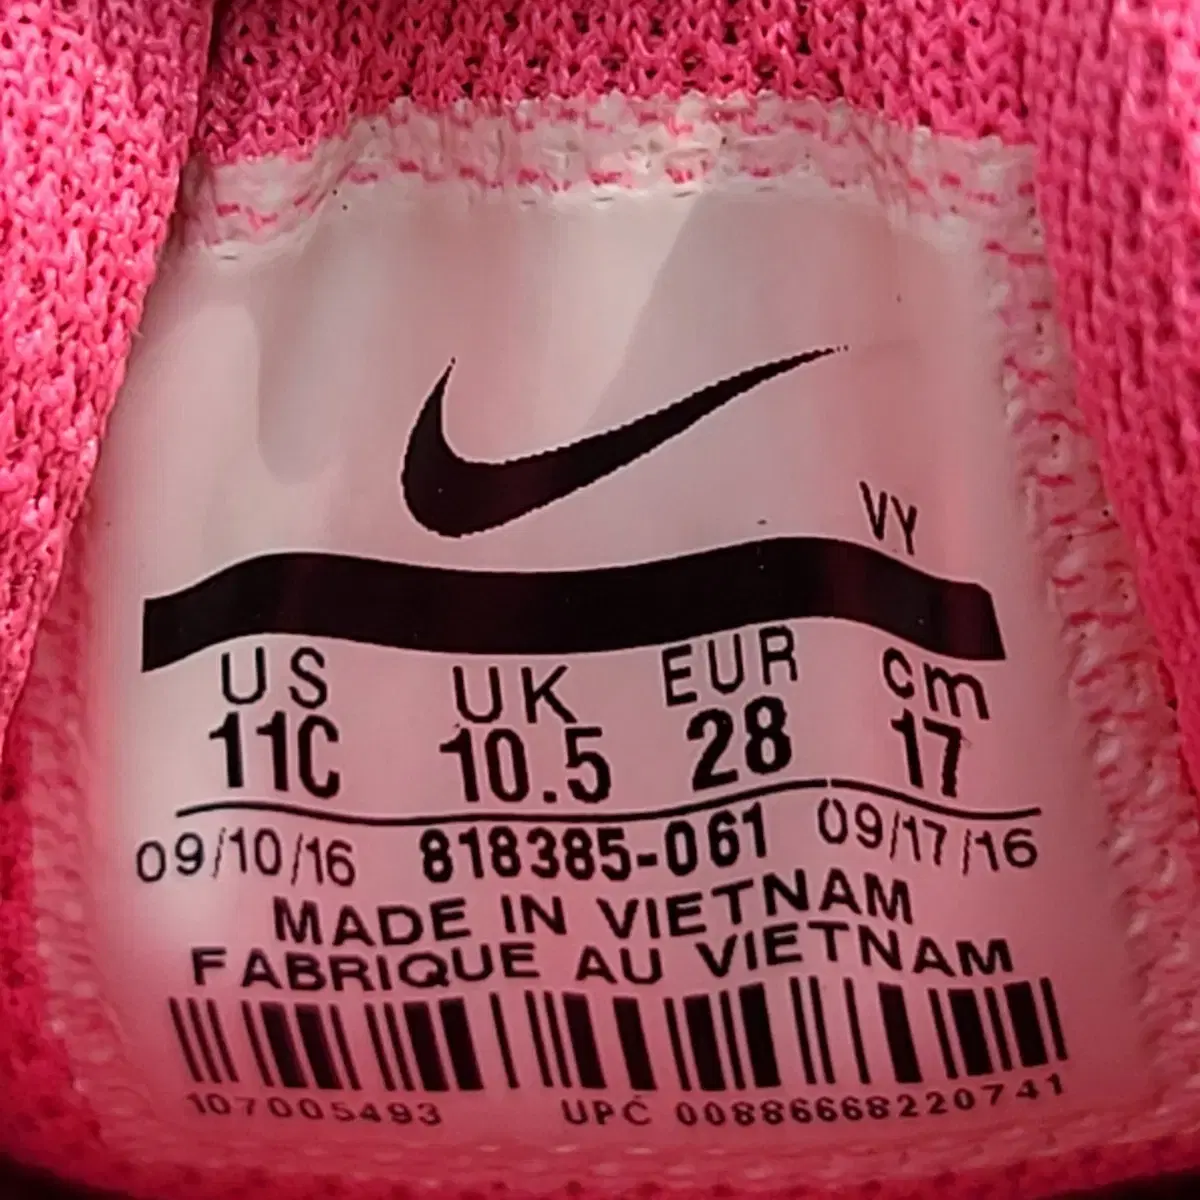 VY
US UK EUR cm
11C 10.5 28 17
09/10/16 818385-061 09/17/16
MADE IN VIETNAM
FABRIQUE AU VIETNAM
107005493 UPC 00886668220741